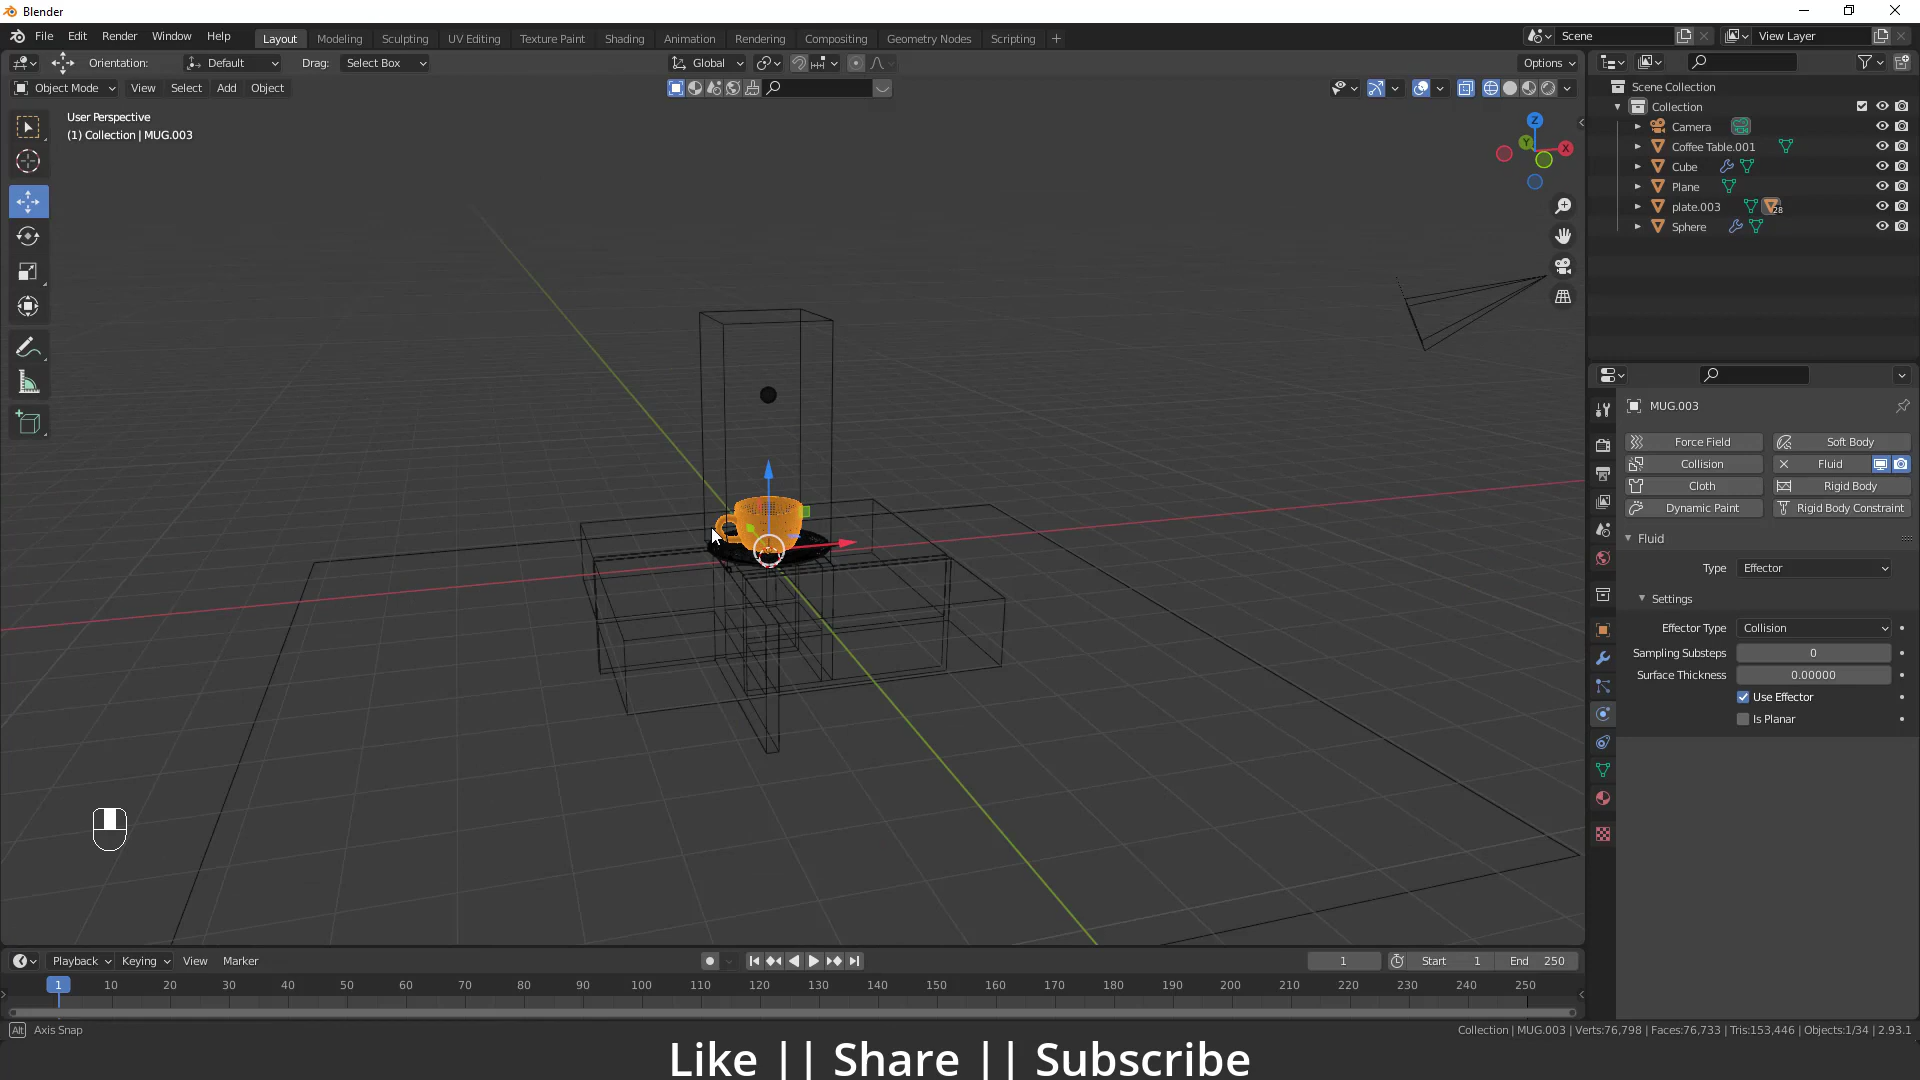 Blender
File Edit Render Window Help
Layout Modeling Sculpting UV Editing Texture Paint Shading Animation Rendering Compositing Geometry Nodes Scripting +
Scene View Layer
Orientation: Default Drag: Select Box
Global
Options
Object Mode View Select Add Object
User Perspective
(1) Collection | MUG.003
Z
Y
X
Scene Collection
Collection
Camera
Coffee Table.001
Cube
Plane
plate.003 28
Sphere
MUG.003
Force Field Soft Body
Collision Fluid
Cloth Rigid Body
Dynamic Paint Rigid Body Constraint
Fluid
Type Effector
Settings
Effector Type Collision
Sampling Substeps 0
Surface Thickness 0.00000
Use Effector
Is Planar
Playback Keying View Marker
1 Start 1 End 250
1 10 20 30 40 50 60 70 80 90 100 110 120 130 140 150 160 170 180 190 200 210 220 230 240 250
Alt Axis Snap
Collection | MUG.003 | Verts:76,798 | Faces:76,733 | Tris:153,446 | Objects:1/34 | 2.93.1
Like || Share || Subscribe